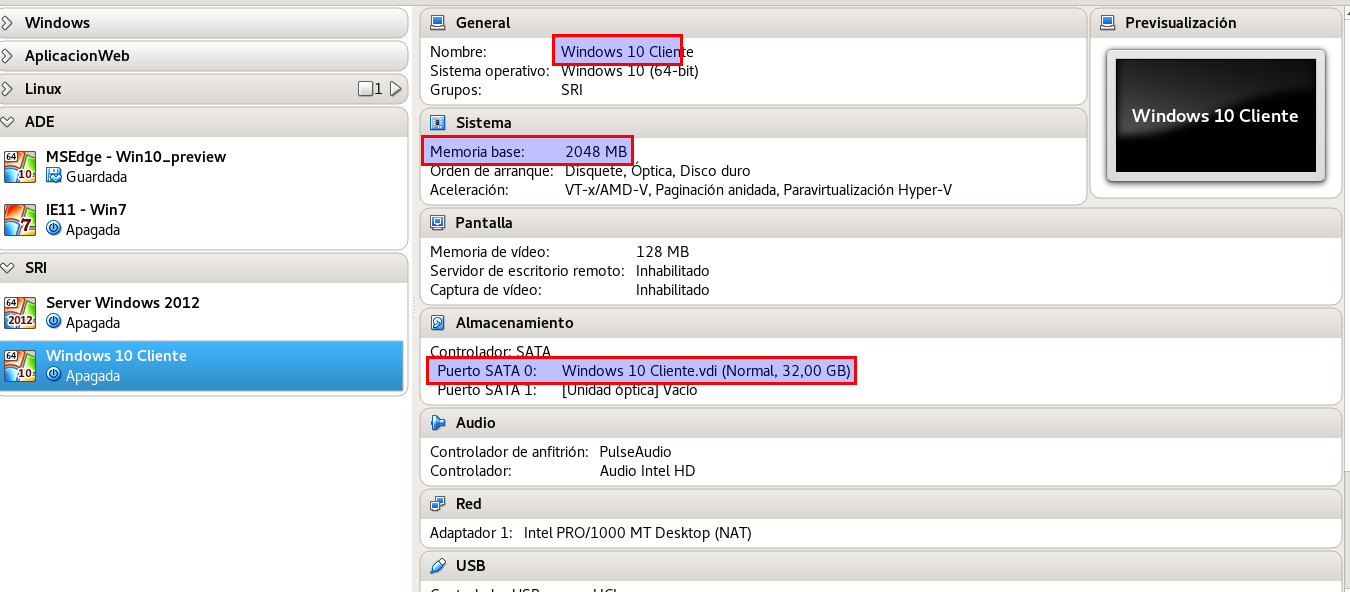 Windows
AplicacionWeb
Linux 1
ADE
64 10 MSEdge - Win10_preview
Guardada
7 IE11 - Win7
Apagada
SRI
64 2012 Server Windows 2012
Apagada
64 10 Windows 10 Cliente
Apagada
General
Nombre: Windows 10 Cliente
Sistema operativo: Windows 10 (64-bit)
Grupos: SRI
Previsualización
Windows 10 Cliente
Sistema
Memoria base: 2048 MB
Orden de arranque: Disquete, Óptica, Disco duro
Aceleración: VT-x/AMD-V, Paginación anidada, Paravirtualización Hyper-V
Pantalla
Memoria de vídeo: 128 MB
Servidor de escritorio remoto: Inhabilitado
Captura de vídeo: Inhabilitado
Almacenamiento
Controlador: SATA
Puerto SATA 0: Windows 10 Cliente.vdi (Normal, 32,00 GB)
Puerto SATA 1: [Unidad óptica] Vacío
Audio
Controlador de anfitrión: PulseAudio
Controlador: Audio Intel HD
Red
Adaptador 1: Intel PRO/1000 MT Desktop (NAT)
USB